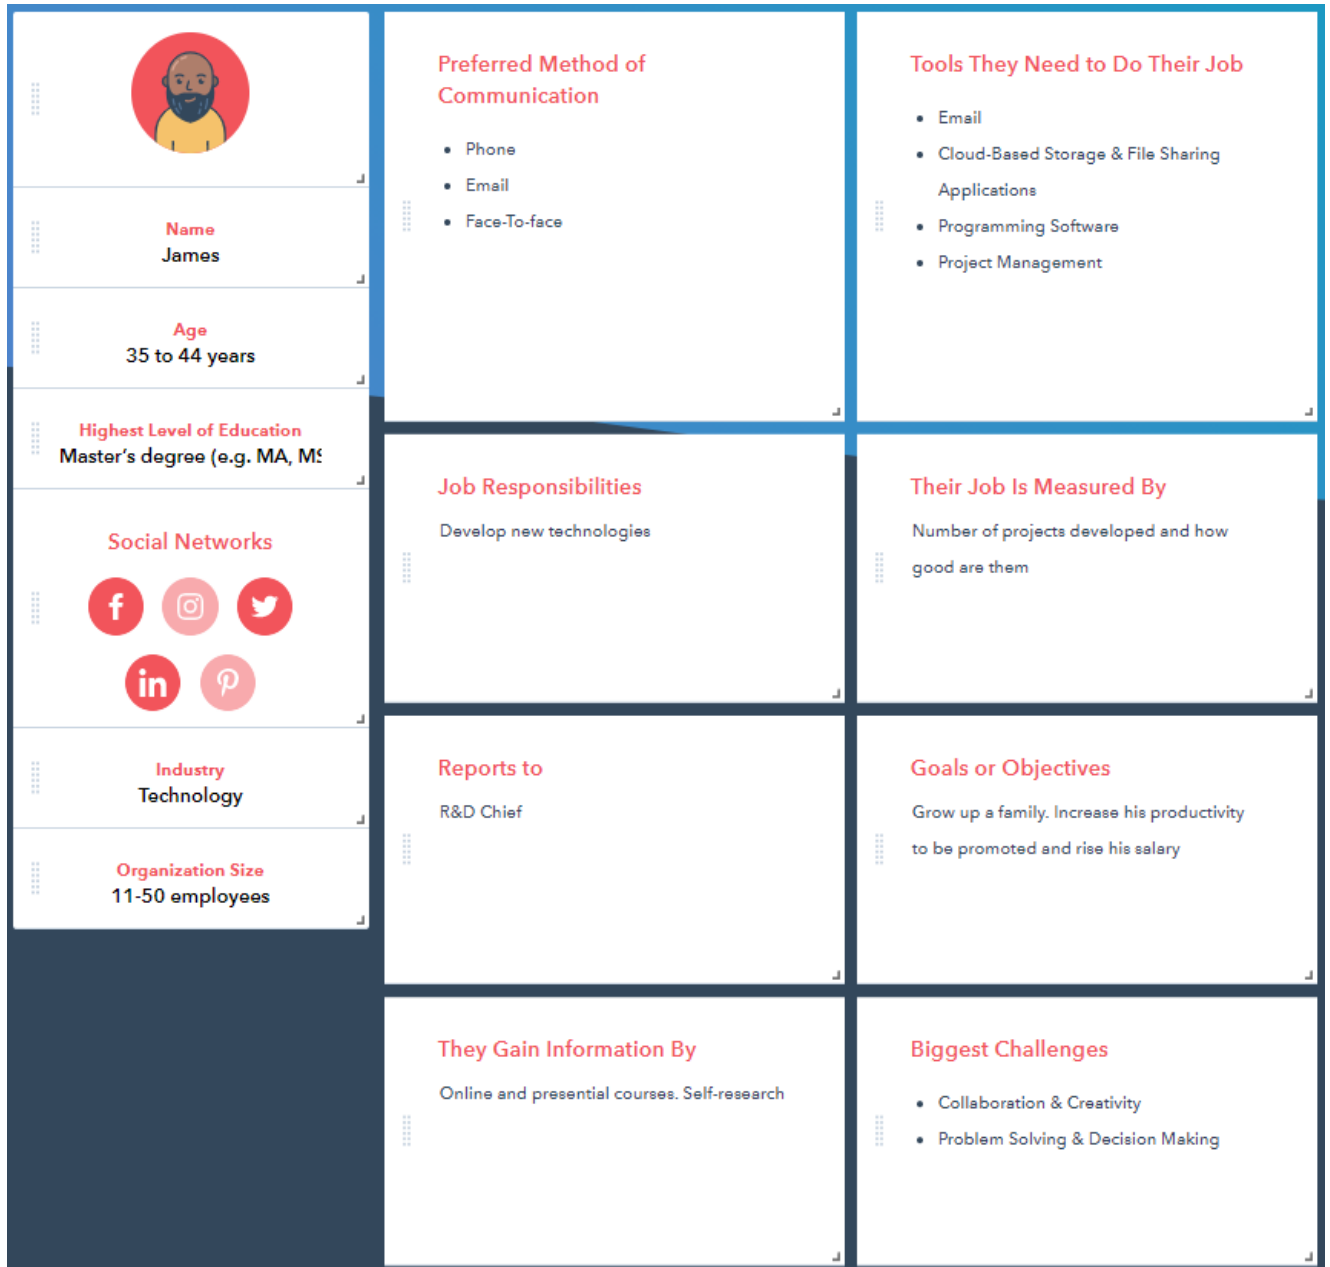 Name
James
Age
35 to 44 years
Highest Level of Education
Master's degree (e.g. MA, MS
Social Networks
f
in
Industry
Technology
Organization Size
11-50 employees
Preferred Method of
Communication
• Phone
• Email
• Face-To-face
Tools They Need to Do Their Job
• Email
• Cloud-Based Storage & File Sharing
Applications
• Programming Software
• Project Management
Job Responsibilities
Develop new technologies
Their Job Is Measured By
Number of projects developed and how
good are them
Reports to
R&D Chief
Goals or Objectives
Grow up a family. Increase his productivity
to be promoted and rise his salary
They Gain Information By
Online and presential courses. Self-research
Biggest Challenges
• Collaboration & Creativity
• Problem Solving & Decision Making